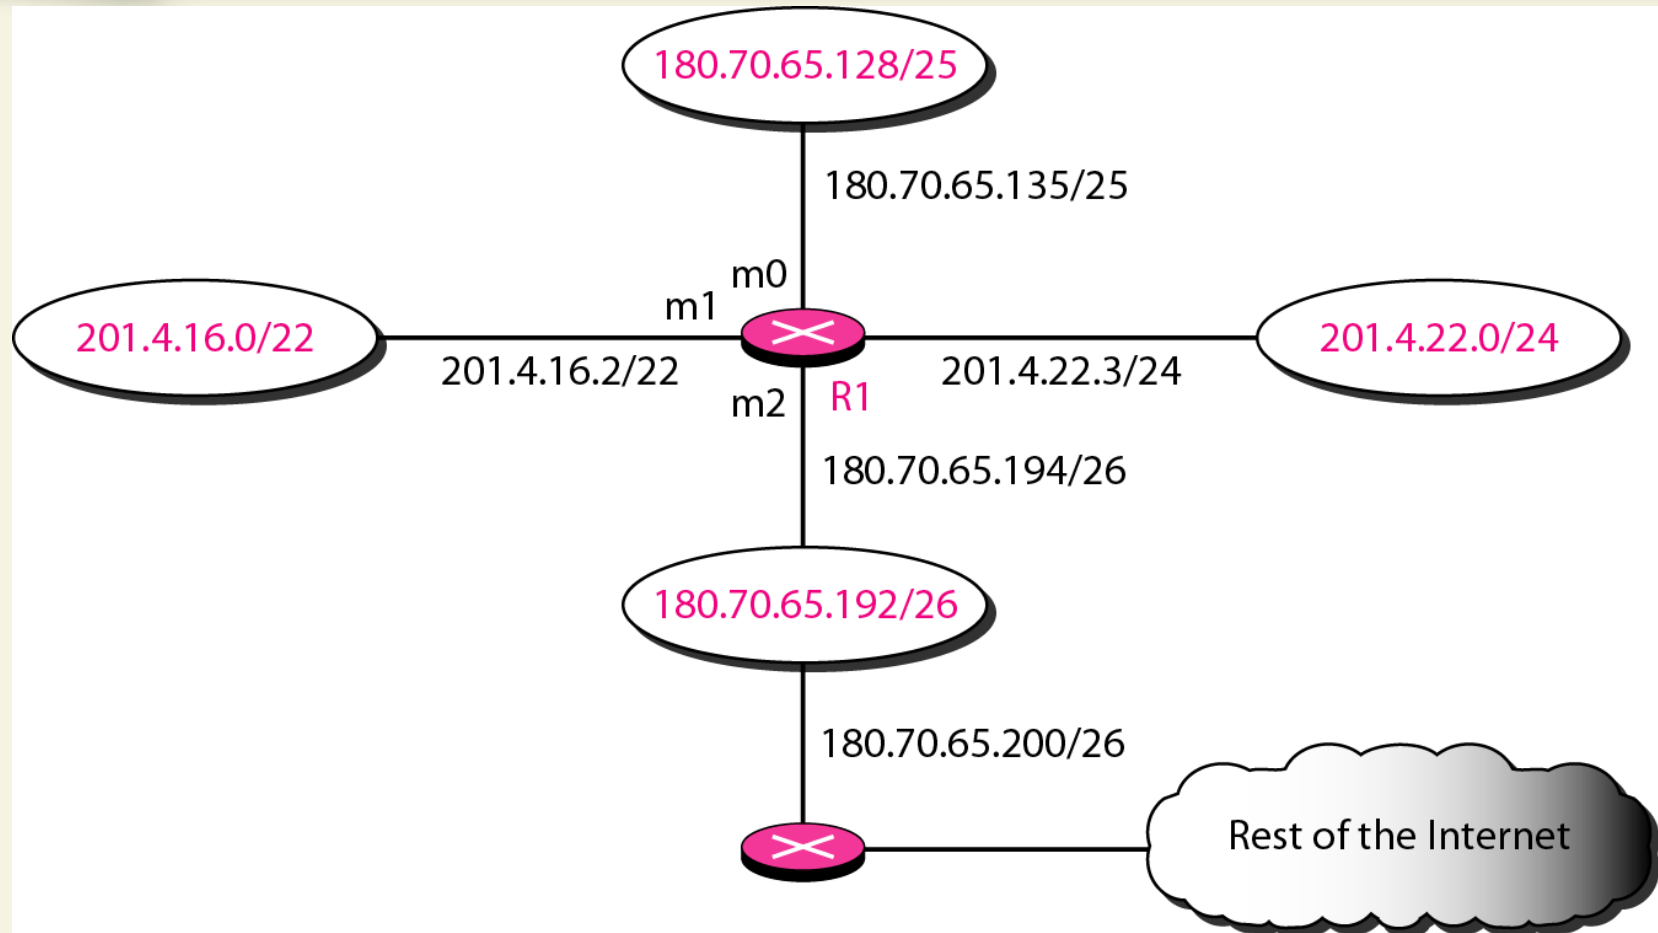 180.70.65.128/25
180.70.65.135/25
m0
m1
201.4.16.0/22
201.4.22.0/24
201.4.16.2/22
201.4.22.3/24
m2
R1
180.70.65.194/26
180.70.65.192/26
180.70.65.200/26
Rest of the Internet